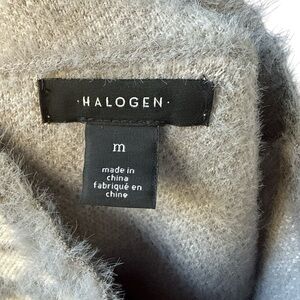 ·HALOGEN·
m
made in
china
fabriqué en
chine